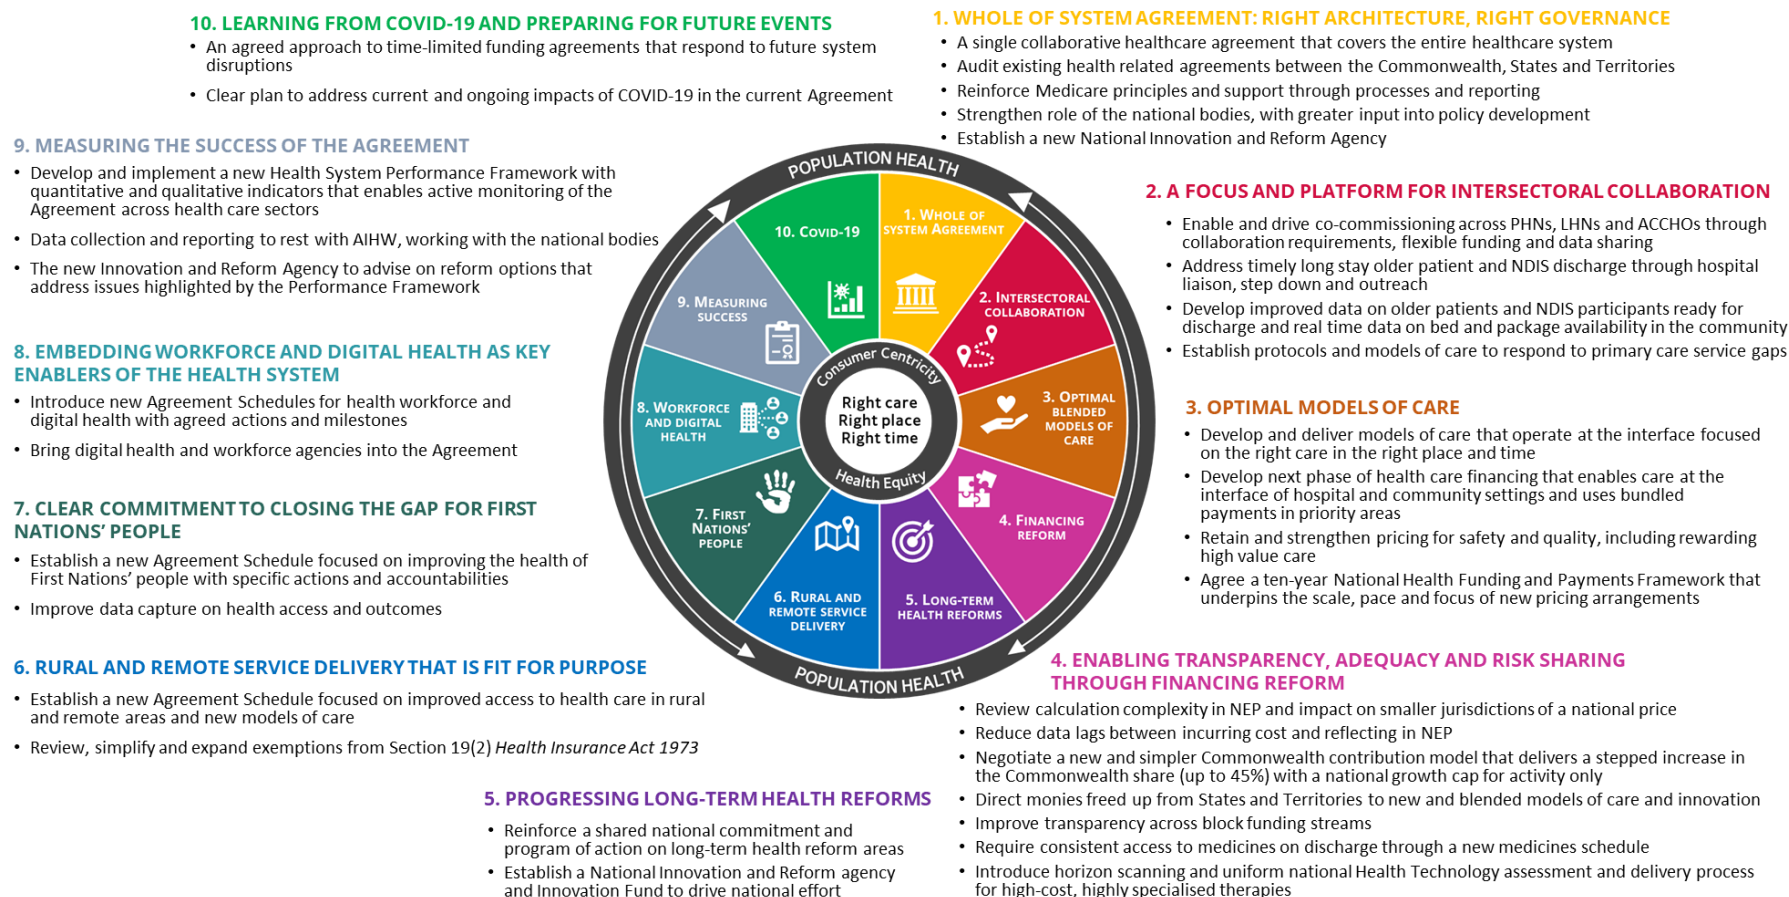 10. LEARNING FROM COVID-19 AND PREPARING FOR FUTURE EVENTS
• An agreed approach to time-limited funding agreements that respond to future system
disruptions
• Clear plan to address current and ongoing impacts of COVID-19 in the current Agreement
1. WHOLE OF SYSTEM AGREEMENT: RIGHT ARCHITECTURE, RIGHT GOVERNANCE
• A single collaborative healthcare agreement that covers the entire healthcare system
• Audit existing health related agreements between the Commonwealth, States and Territories
• Reinforce Medicare principles and support through processes and reporting
• Strengthen role of the national bodies, with greater input into policy development
• Establish a new National Innovation and Reform Agency
9. MEASURING THE SUCCESS OF THE AGREEMENT
• Develop and implement a new Health System Performance Framework with
quantitative and qualitative indicators that enables active monitoring of the
Agreement across health care sectors
• Data collection and reporting to rest with AIHW, working with the national bodies
• The new Innovation and Reform Agency to advise on reform options that
address issues highlighted by the Performance Framework
2. A FOCUS AND PLATFORM FOR INTERSECTORAL COLLABORATION
• Enable and drive co-commissioning across PHNs, LHNs and ACCHOs through
collaboration requirements, flexible funding and data sharing
• Address timely long stay older patient and NDIS discharge through hospital
liaison, step down and outreach
• Develop improved data on older patients and NDIS participants ready for
discharge and real time data on bed and package availability in the community
• Establish protocols and models of care to respond to primary care service gaps
8. EMBEDDING WORKFORCE AND DIGITAL HEALTH AS KEY
ENABLERS OF THE HEALTH SYSTEM
• Introduce new Agreement Schedules for health workforce and
digital health with agreed actions and milestones
• Bring digital health and workforce agencies into the Agreement
3. OPTIMAL MODELS OF CARE
• Develop and deliver models of care that operate at the interface focused
on the right care in the right place and time
• Develop next phase of health care financing that enables care at the
interface of hospital and community settings and uses bundled
payments in priority areas
• Retain and strengthen pricing for safety and quality, including rewarding
high value care
• Agree a ten-year National Health Funding and Payments Framework that
underpins the scale, pace and focus of new pricing arrangements
7. CLEAR COMMITMENT TO CLOSING THE GAP FOR FIRST
NATIONS' PEOPLE
• Establish a new Agreement Schedule focused on improving the health of
First Nations' people with specific actions and accountabilities
• Improve data capture on health access and outcomes
6. RURAL AND REMOTE SERVICE DELIVERY THAT IS FIT FOR PURPOSE
• Establish a new Agreement Schedule focused on improved access to health care in rural
and remote areas and new models of care
• Review, simplify and expand exemptions from Section 19(2) Health Insurance Act 1973
4. ENABLING TRANSPARENCY, ADEQUACY AND RISK SHARING
THROUGH FINANCING REFORM
• Review calculation complexity in NEP and impact on smaller jurisdictions of a national price
• Reduce data lags between incurring cost and reflecting in NEP
• Negotiate a new and simpler Commonwealth contribution model that delivers a stepped increase in
the Commonwealth share (up to 45%) with a national growth cap for activity only
• Direct monies freed up from States and Territories to new and blended models of care and innovation
• Improve transparency across block funding streams
• Require consistent access to medicines on discharge through a new medicines schedule
• Introduce horizon scanning and uniform national Health Technology assessment and delivery process
for high-cost, highly specialised therapies
5. PROGRESSING LONG-TERM HEALTH REFORMS
• Reinforce a shared national commitment and
program of action on long-term health reform areas
• Establish a National Innovation and Reform agency
and Innovation Fund to drive national effort
POPULATION HEALTH
1. WHOLE OF
SYSTEM AGREEMENT
2. INTERSECTORAL
COLLABORATION
3. OPTIMAL
BLENDED
MODELS OF
CARE
4. FINANCING
REFORM
5. LONG-TERM
HEALTH REFORMS
6. RURAL AND
REMOTE SERVICE
DELIVERY
7. FIRST
NATIONS'
PEOPLE
8. WORKFORCE
AND DIGITAL
HEALTH
9. MEASURING
SUCCESS
10. COVID-19
Consumer Centricity
Right care
Right place
Right time
Health Equity
POPULATION HEALTH